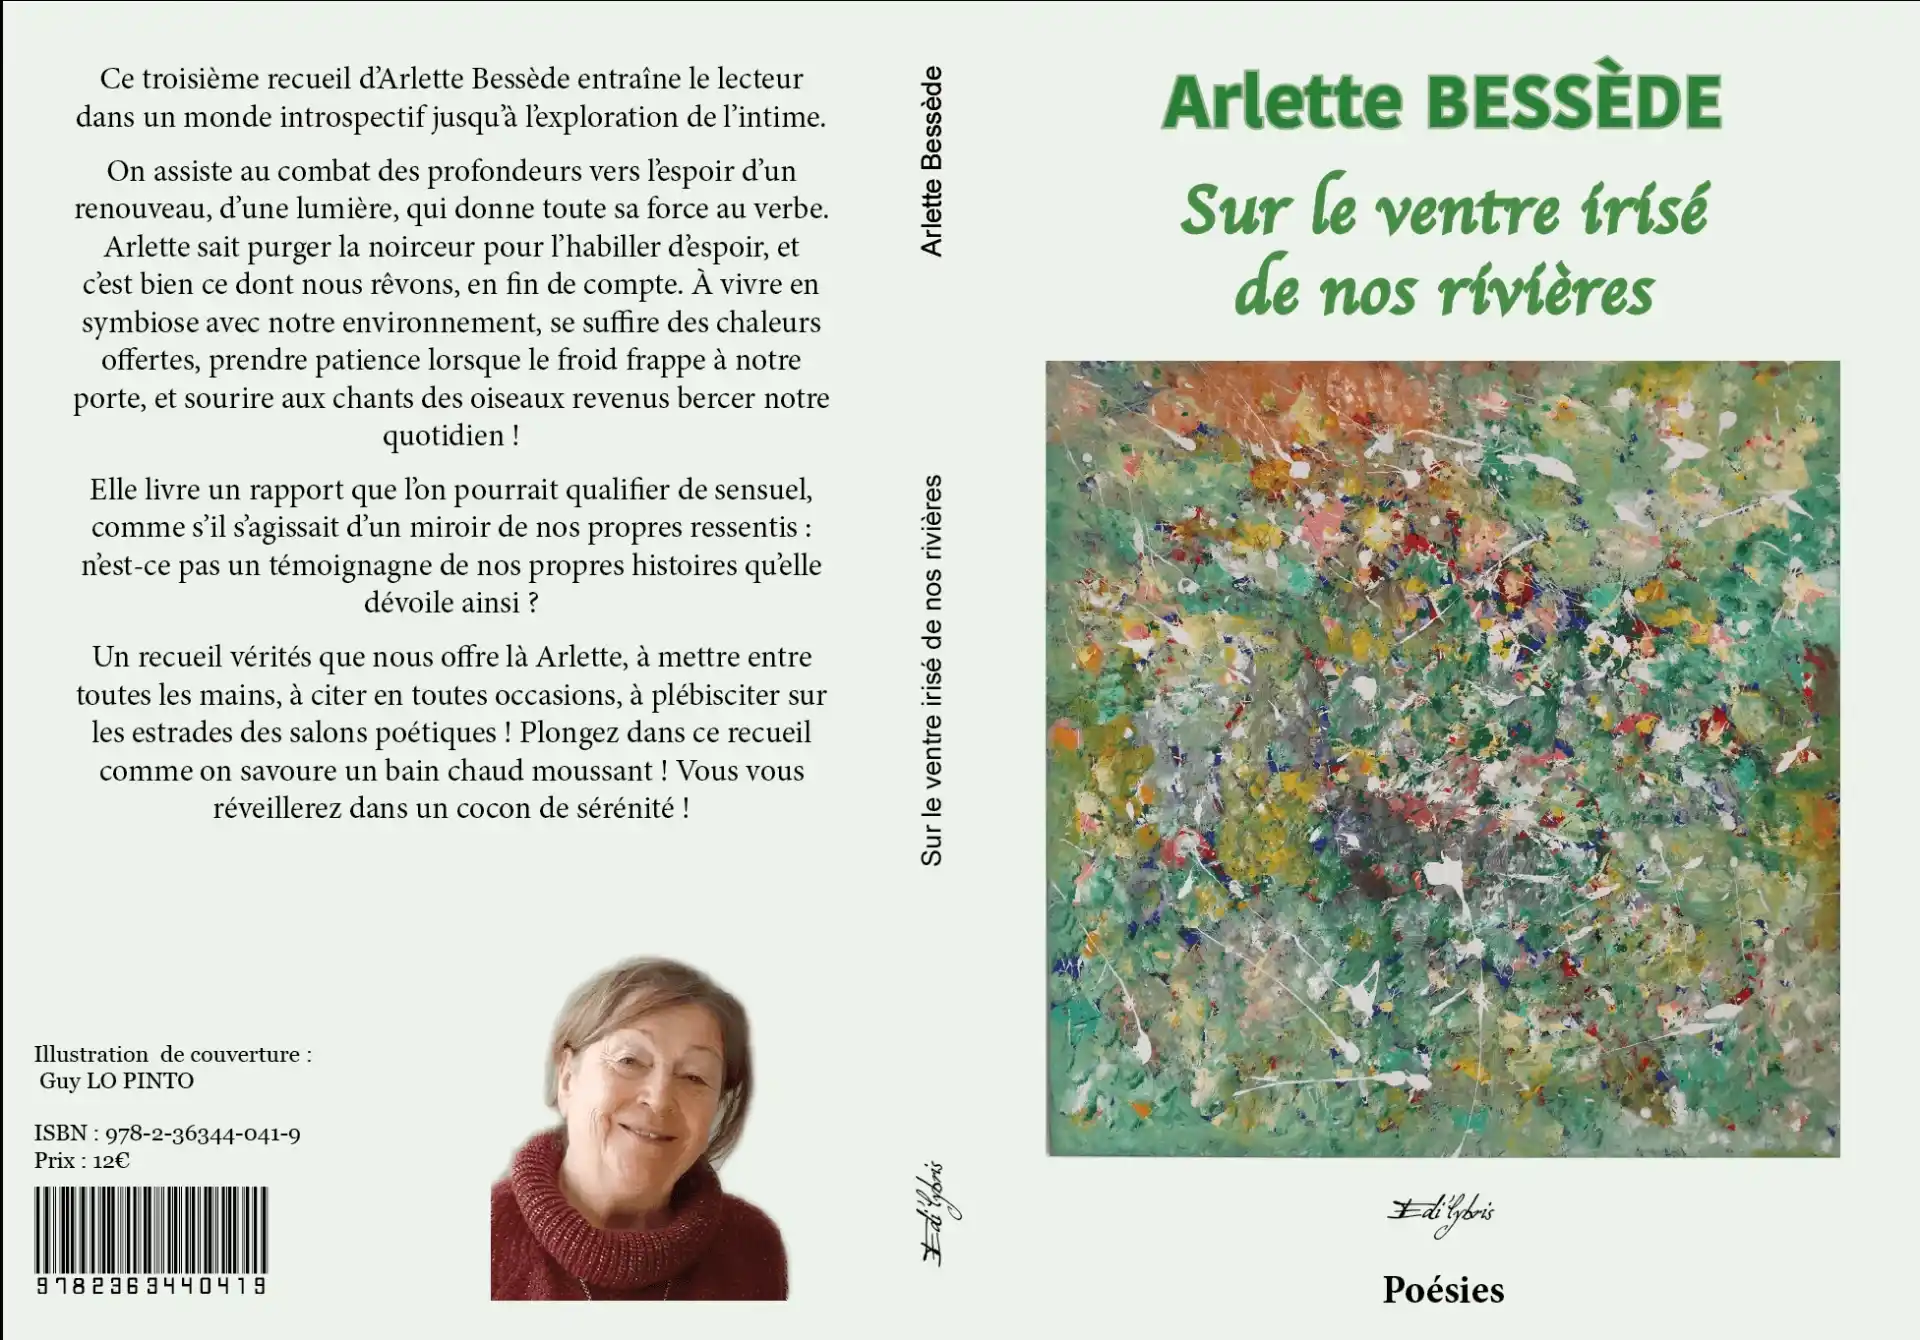 Ce troisième recueil d'Arlette Bessède entraîne le lecteur
dans un monde introspectif jusqu'à l'exploration de l'intime.
On assiste au combat des profondeurs vers l'espoir d'un
renouveau, d'une lumière, qui donne toute sa force au verbe.
Arlette sait purger la noirceur pour l'habiller d'espoir, et
c'est bien ce dont nous rêvons, en fin de compte. À vivre en
symbiose avec notre environnement, se suffire des chaleurs
offertes, prendre patience lorsque le froid frappe à notre
porte, et sourire aux chants des oiseaux revenus bercer notre
quotidien !
Elle livre un rapport que l'on pourrait qualifier de sensuel,
comme s'il s'agissait d'un miroir de nos propres ressentis :
n'est-ce pas un témoignagne de nos propres histoires qu'elle
dévoile ainsi ?
Un recueil vérités que nous offre là Arlette, à mettre entre
toutes les mains, à citer en toutes occasions, à plébisciter sur
les estrades des salons poétiques ! Plongez dans ce recueil
comme on savoure un bain chaud moussant ! Vous vous
réveillerez dans un cocon de sérénité !
Illustration de couverture :
Guy LO PINTO
ISBN : 978-2-36344-041-9
Prix : 12€
9782363440419
Arlette Bessède
Sur le ventre irisé de nos rivières
Edi'lybris
Arlette BESSÈDE
Sur le ventre irisé
de nos rivières
Edi'lybris
Poésies